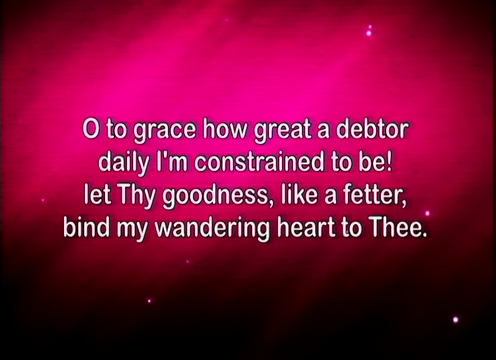 O to grace how great a debtor
daily I'm constrained to be!
let Thy goodness, like a fetter,
bind my wandering heart to Thee.